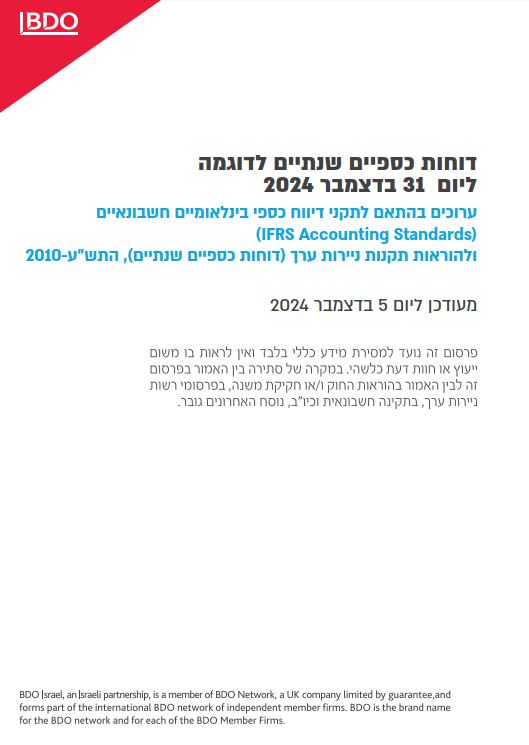 BDO
דוחות כספיים שנתיים לדוגמה
ליום 31 בדצמבר 2024
ערוכים בהתאם לתקני דיווח כספי בינלאומיים חשבונאיים
(IFRS Accounting Standards)
ולהוראות תקנות ניירות ערך (דוחות כספיים שנתיים), התש"ע-2010
מעודכן ליום 5 בדצמבר 2024
פרסום זה נועד למסירת מידע כללי בלבד ואין לראות בו משום
ייעוץ או חוות דעת כלשהי. במקרה של סתירה בין האמור בפרסום
זה לבין האמור בהוראות החוק ו/או חקיקת משנה, בפרסומי רשות
ניירות ערך, בתקינה חשבונאית וכיו"ב, נוסח האחרונים גובר.
BDO Israel, an Israeli partnership, is a member of BDO Network, a UK company limited by guarantee,and
forms part of the international BDO network of independent member firms. BDO is the brand name
for the BDO network and for each of the BDO Member Firms.